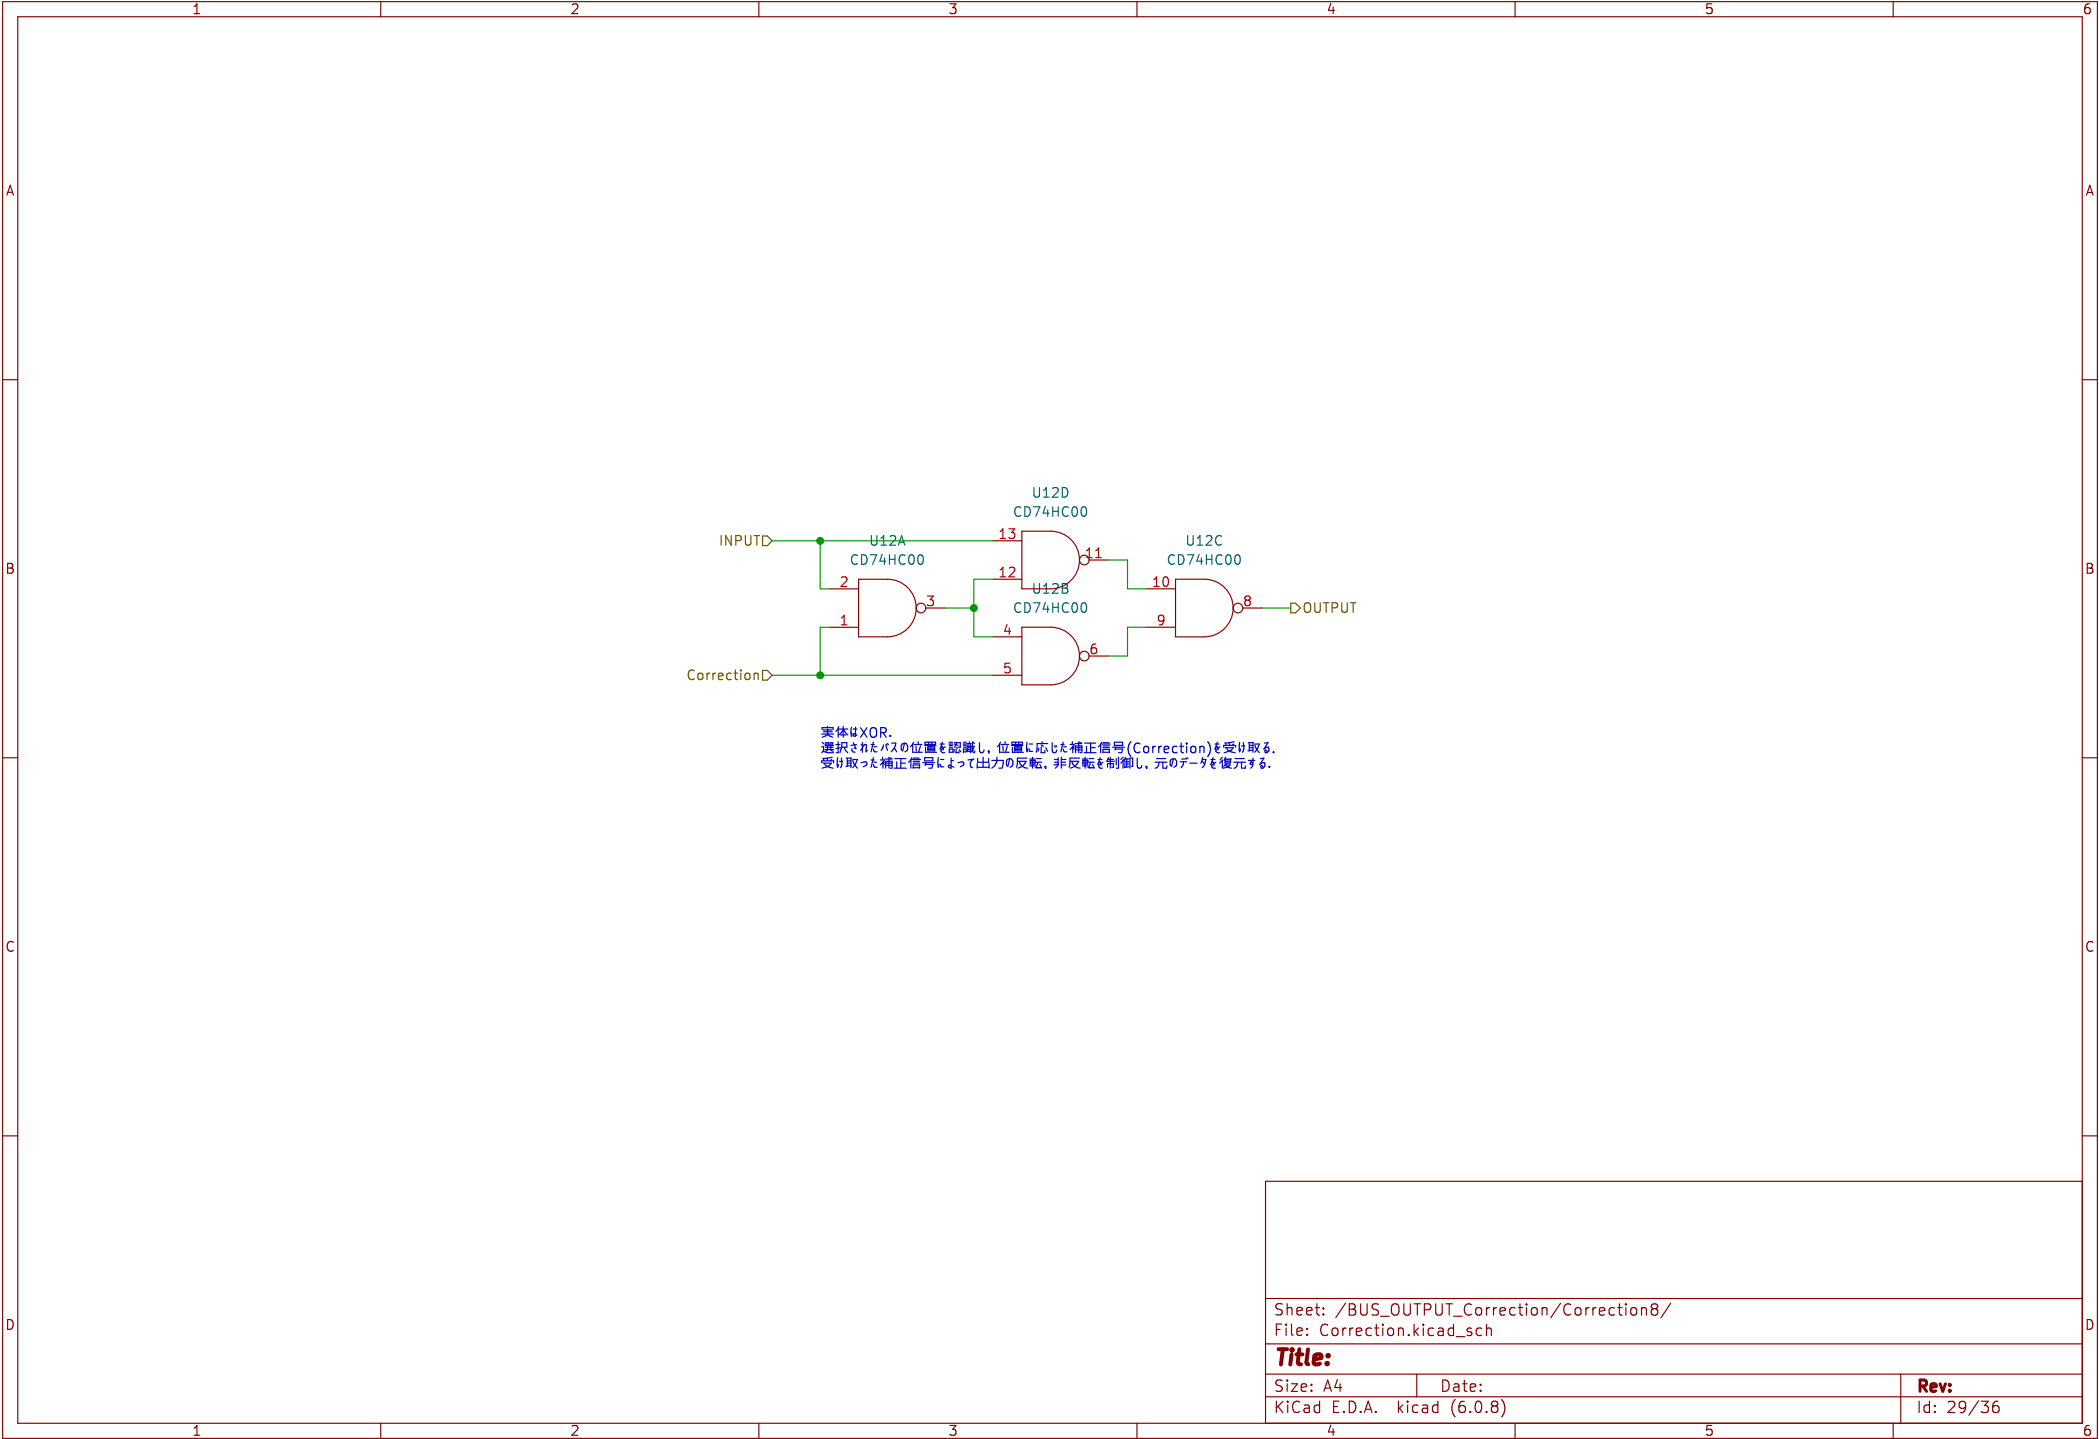 1 2 3 4 5 6
A A
U12D
CD74HC00
INPUT
U12A
CD74HC00
13
12
11
U12C
CD74HC00
B B
2
1
3
U12B
CD74HC00
10
9
8
OUTPUT
4
5
6
Correction
実体はXOR.
選択されたバスの位置を認識し, 位置に応じた補正信号(Correction)を受け取る.
受け取った補正信号によって出力の反転, 非反転を制御し, 元のデータを復元する.
C C
D D
Sheet: /BUS_OUTPUT_Correction/Correction8/
File: Correction.kicad_sch
Title:
Size: A4 Date: Rev:
KiCad E.D.A. kicad (6.0.8) Id: 29/36
1 2 3 4 5 6